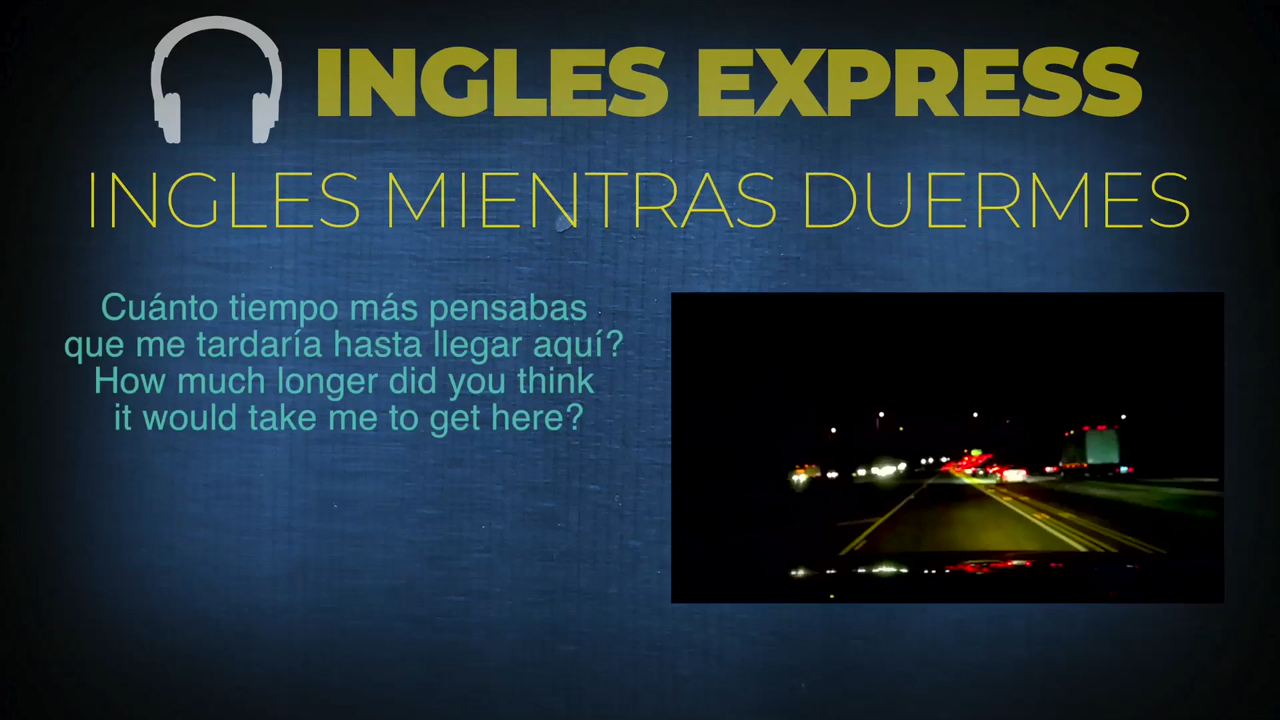 INGLES EXPRESS
INGLES MIENTRAS DUERMES
Cuánto tiempo más pensabas
que me tardaría hasta llegar aquí?
How much longer did you think
it would take me to get here?